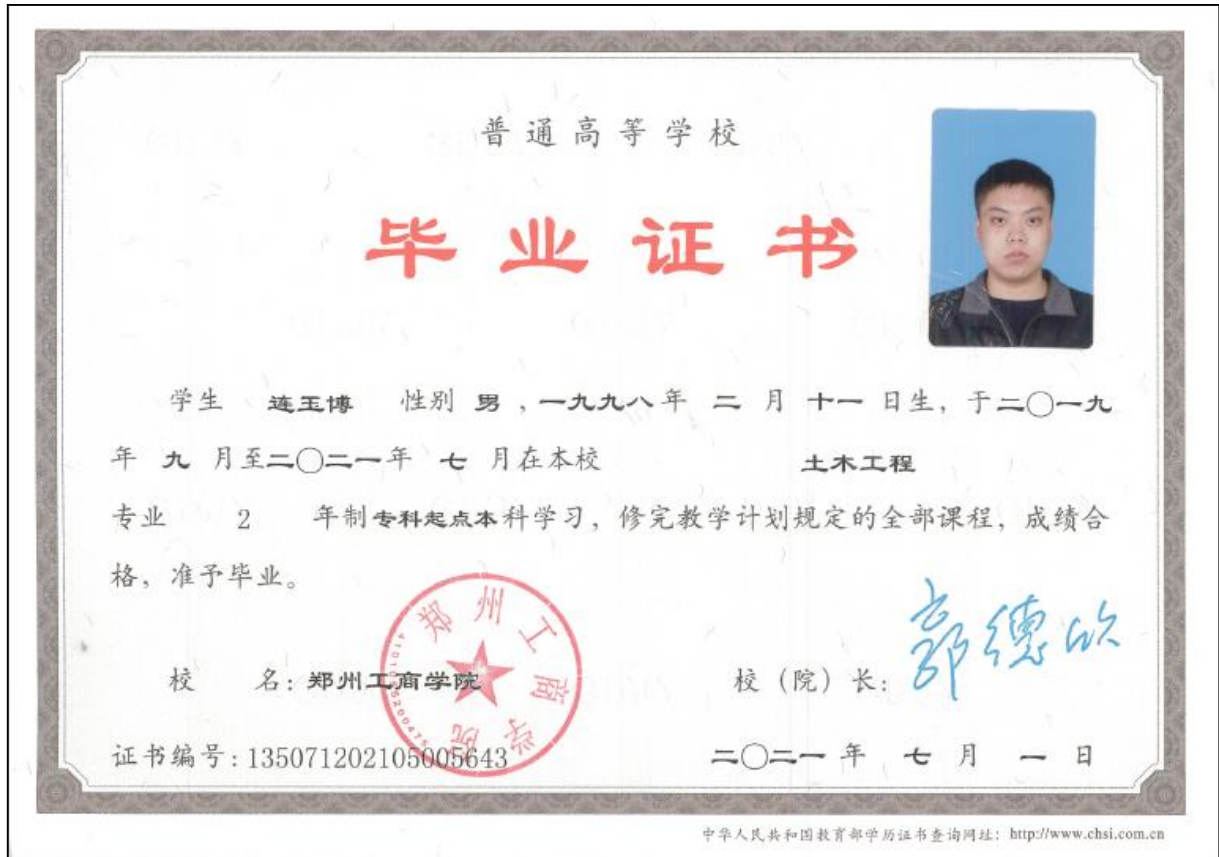 普通高等学校
毕业证书
学生 连玉博 性别 男 ，一九九八年 二 月 十一 日生，于二〇一九
年 九 月至二〇二一年 七 月在本校 土木工程
专业 2 年制专科起点本科学习，修完教学计划规定的全部课程，成绩合
格，准予毕业。
郑州工商学院
校 名：郑州工商学院 校（院）长：
证书编号：135071202105005643 二〇二一 年 七 月 一 日
中华人民共和国教育部学历证书查询网址：http://www.chsi.com.cn